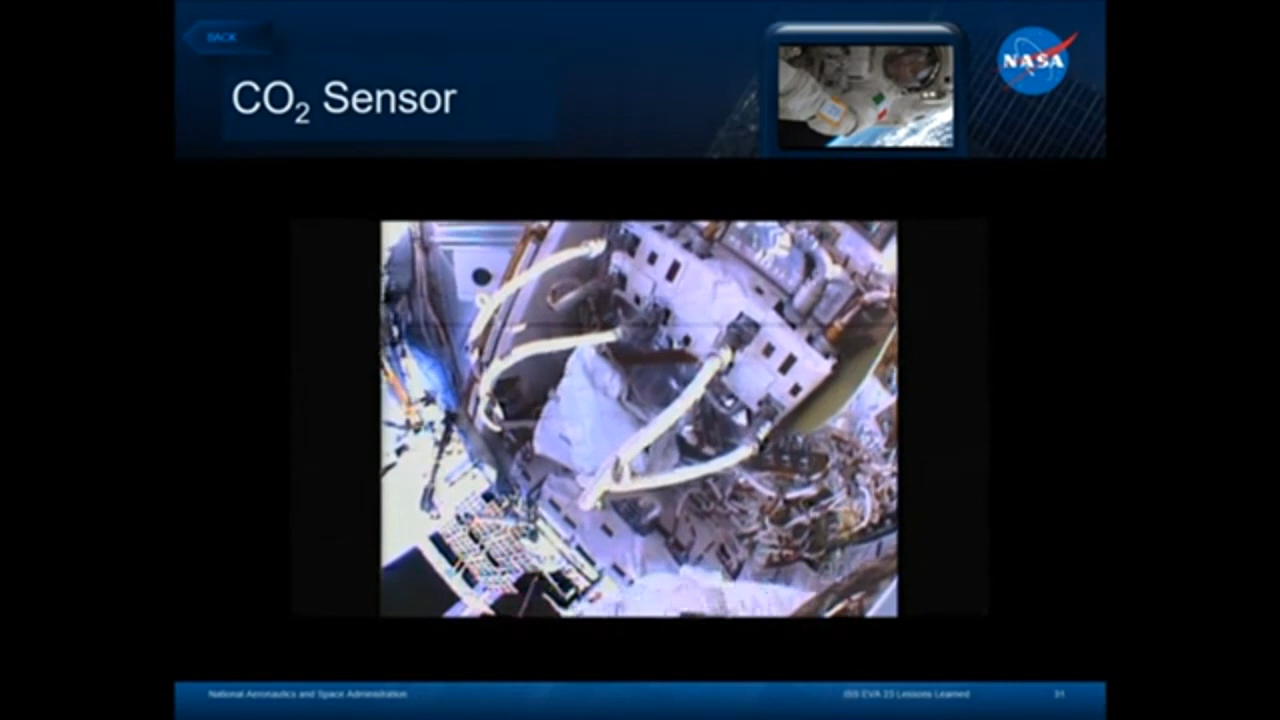 BACK
CO₂ Sensor
NASA
National Aeronautics and Space Administration
ISS EVA 23 Lessons Learned
31